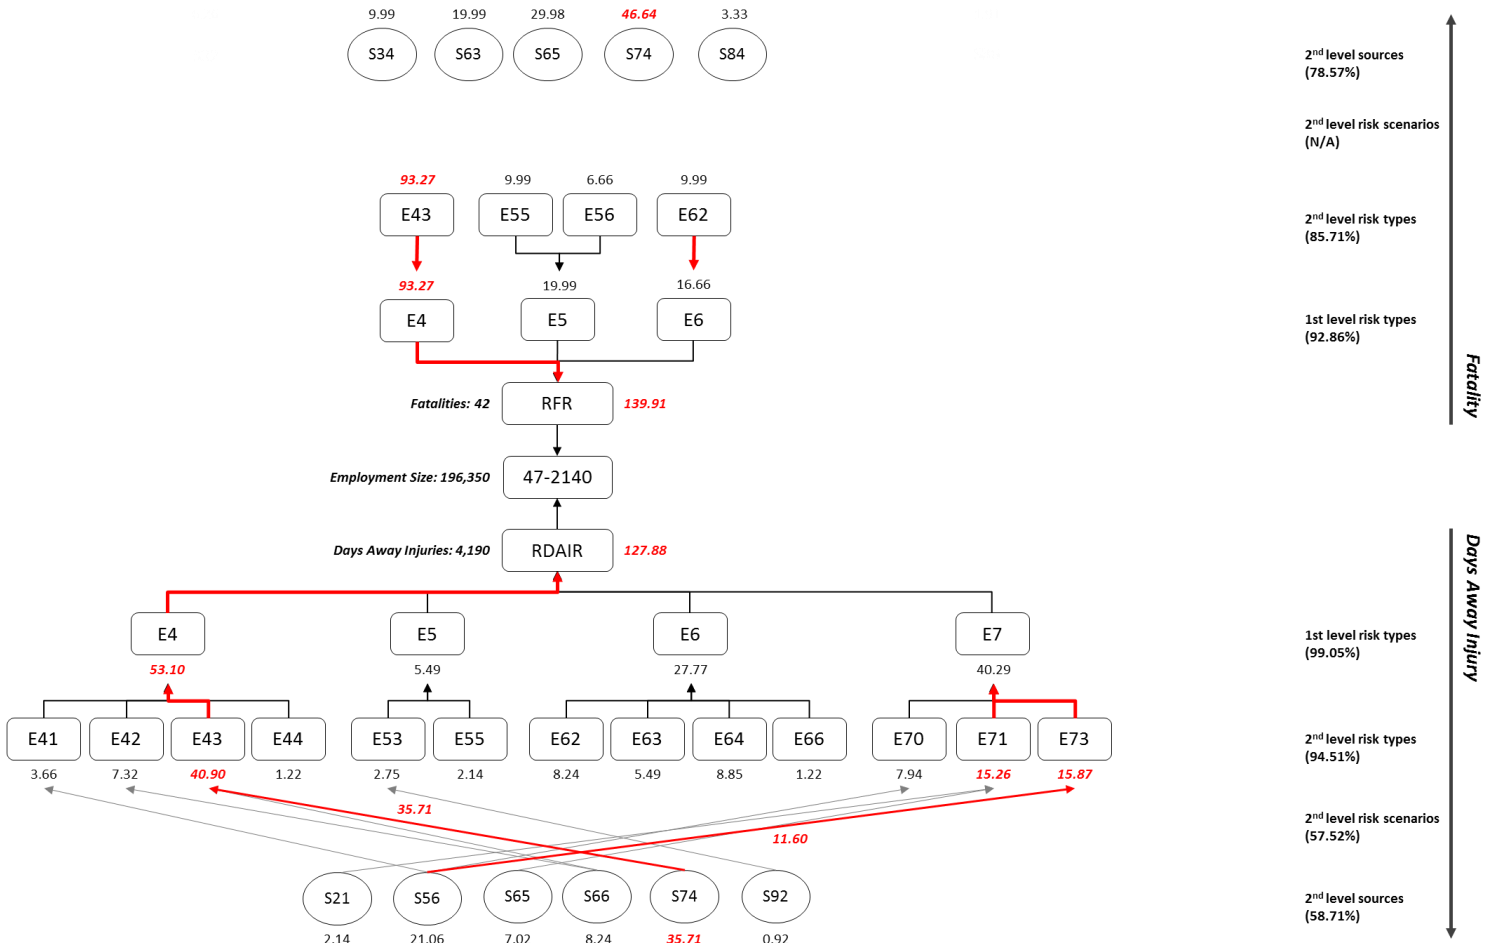 9.99 19.99 29.98 46.64 3.33
S34 S63 S65 S74 S84
2nd level sources
(78.57%)
2nd level risk scenarios
(N/A)
93.27 9.99 6.66 9.99
E43 E55 E56 E62
2nd level risk types
(85.71%)
93.27 19.99 16.66
E4 E5 E6
1st level risk types
(92.86%)
Fatality
Fatalities: 42 RFR 139.91
Employment Size: 196,350 47-2140
Days Away Injuries: 4,190 RDAIR 127.88
Days Away Injury
E4 E5 E6 E7
1st level risk types
(99.05%)
53.10 5.49 27.77 40.29
E41 E42 E43 E44 E53 E55 E62 E63 E64 E66 E70 E71 E73
2nd level risk types
(94.51%)
3.66 7.32 40.90 1.22 2.75 2.14 8.24 5.49 8.85 1.22 7.94 15.26 15.87
35.71
11.60
2nd level risk scenarios
(57.52%)
S21 S56 S65 S66 S74 S92
2nd level sources
(58.71%)
2.14 21.06 7.02 8.24 35.71 0.92